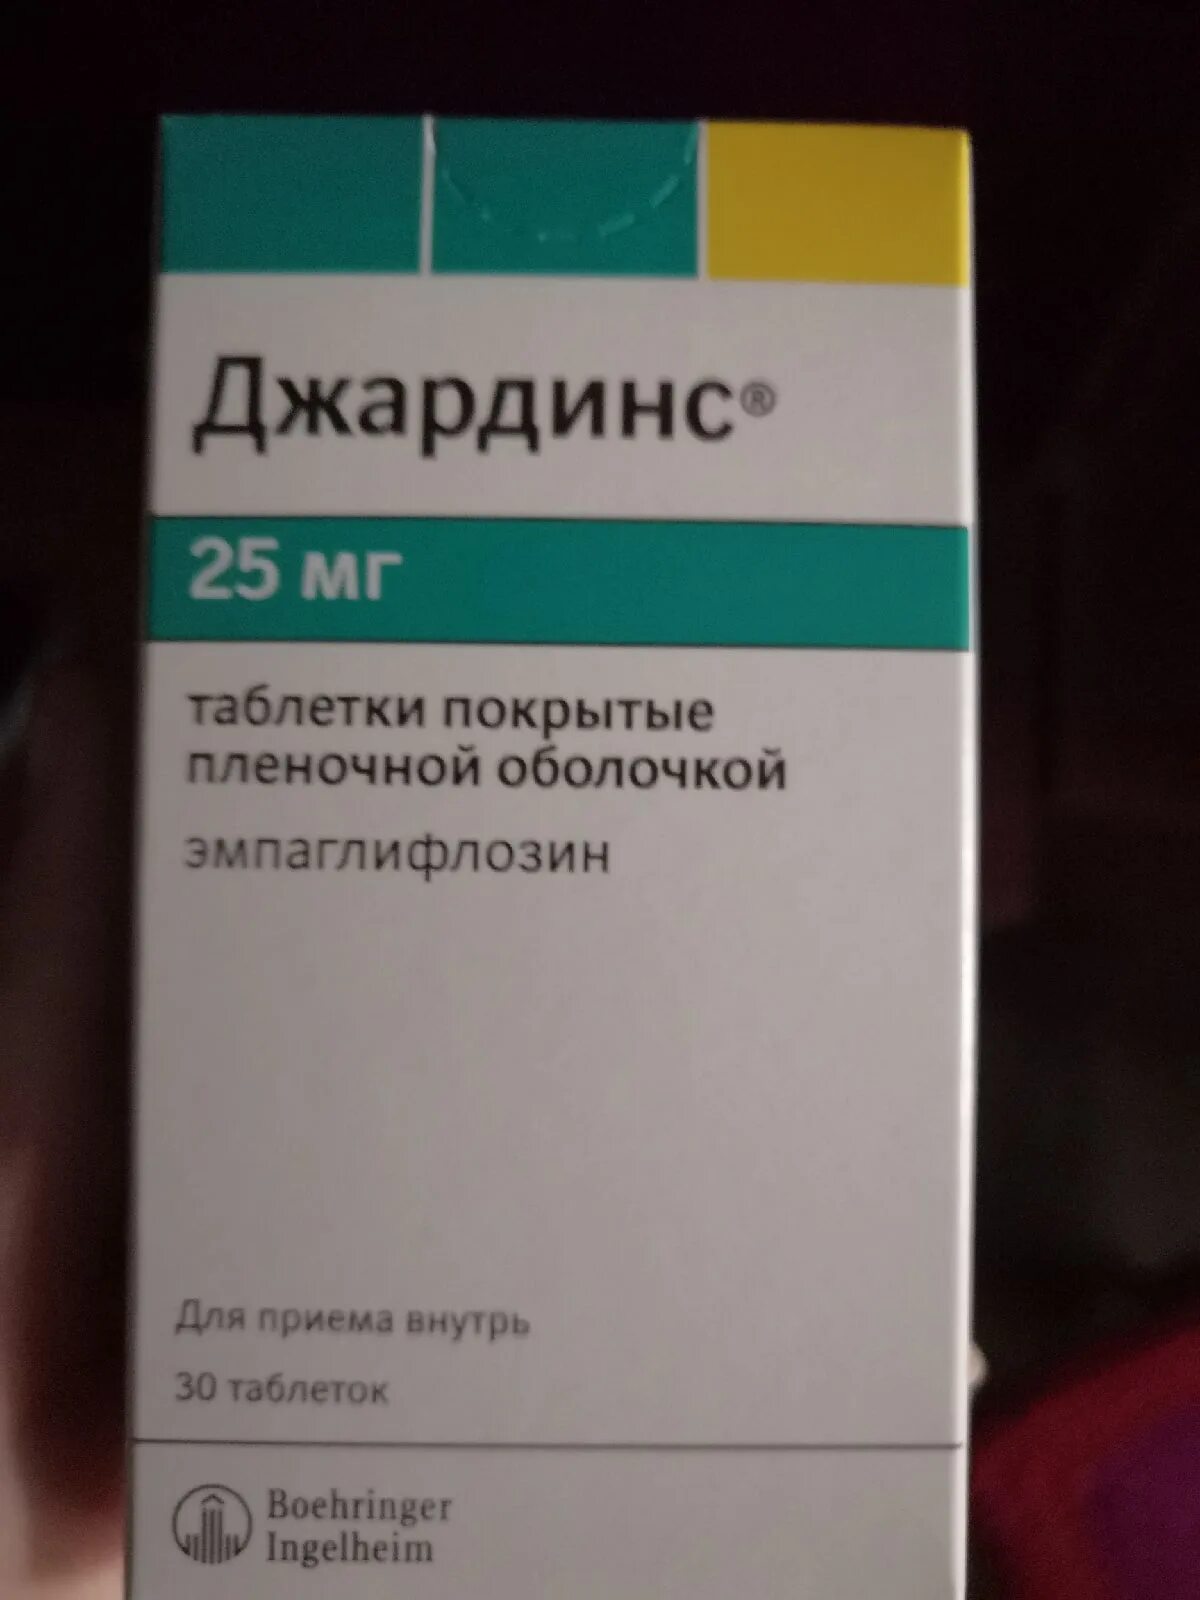 Джардинс®
25 мг
таблетки покрытые
пленочной оболочкой
эмпаглифлозин
Для приема внутрь
30 таблеток
Boehringer
Ingelheim